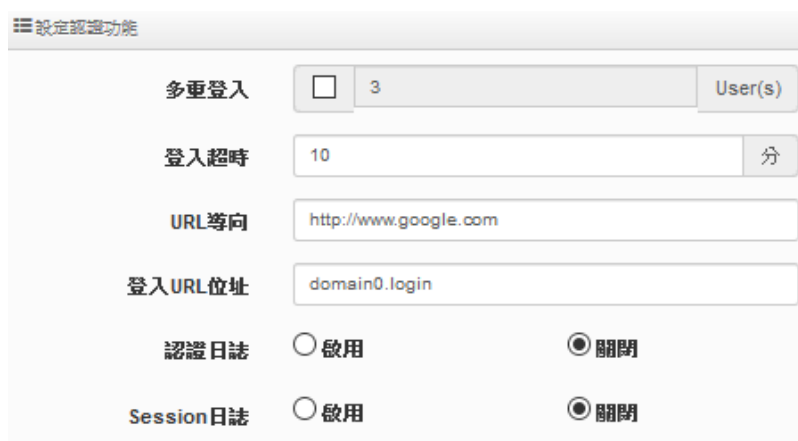 設定認證功能
多重登入 3 User(s)
登入超時 10 分
URL導向 http://www.google.com
登入URL位址 domain0.login
認證日誌 啟用 關閉
Session日誌 啟用 關閉